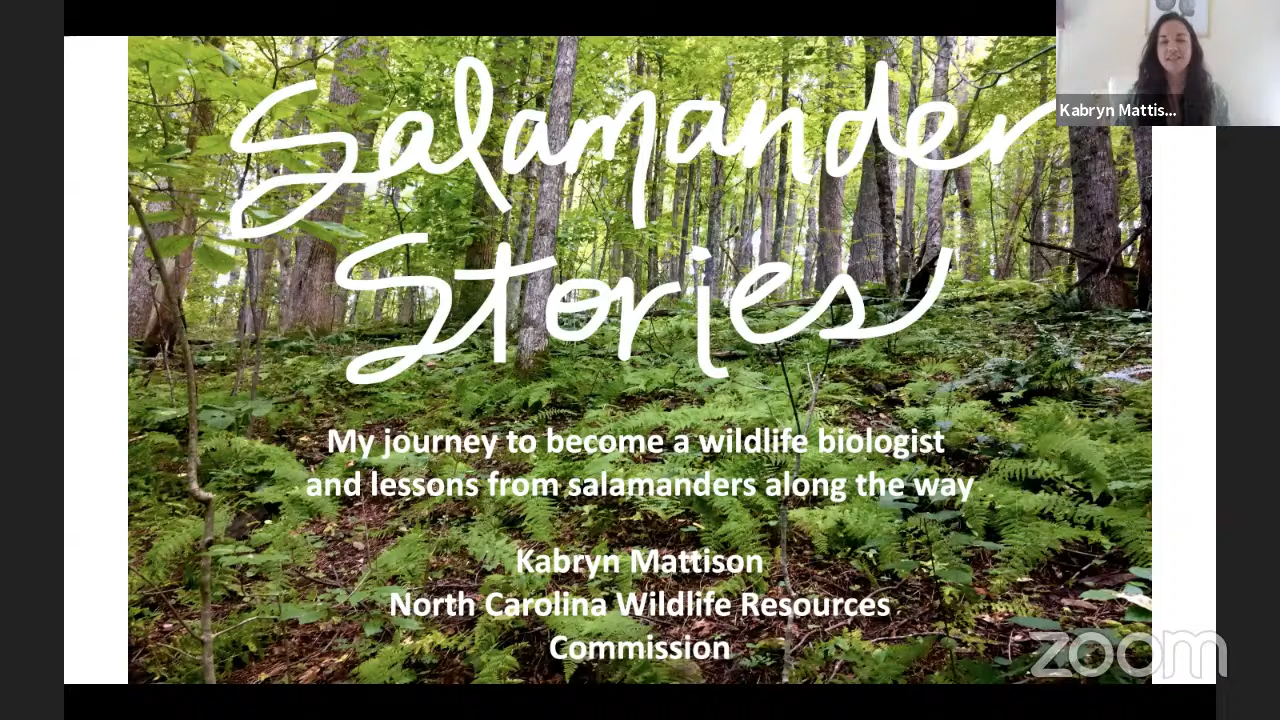 Kabryn Mattis...
Salamander
Stories
My journey to become a wildlife biologist
and lessons from salamanders along the way
Kabryn Mattison
North Carolina Wildlife Resources
Commission
zoom